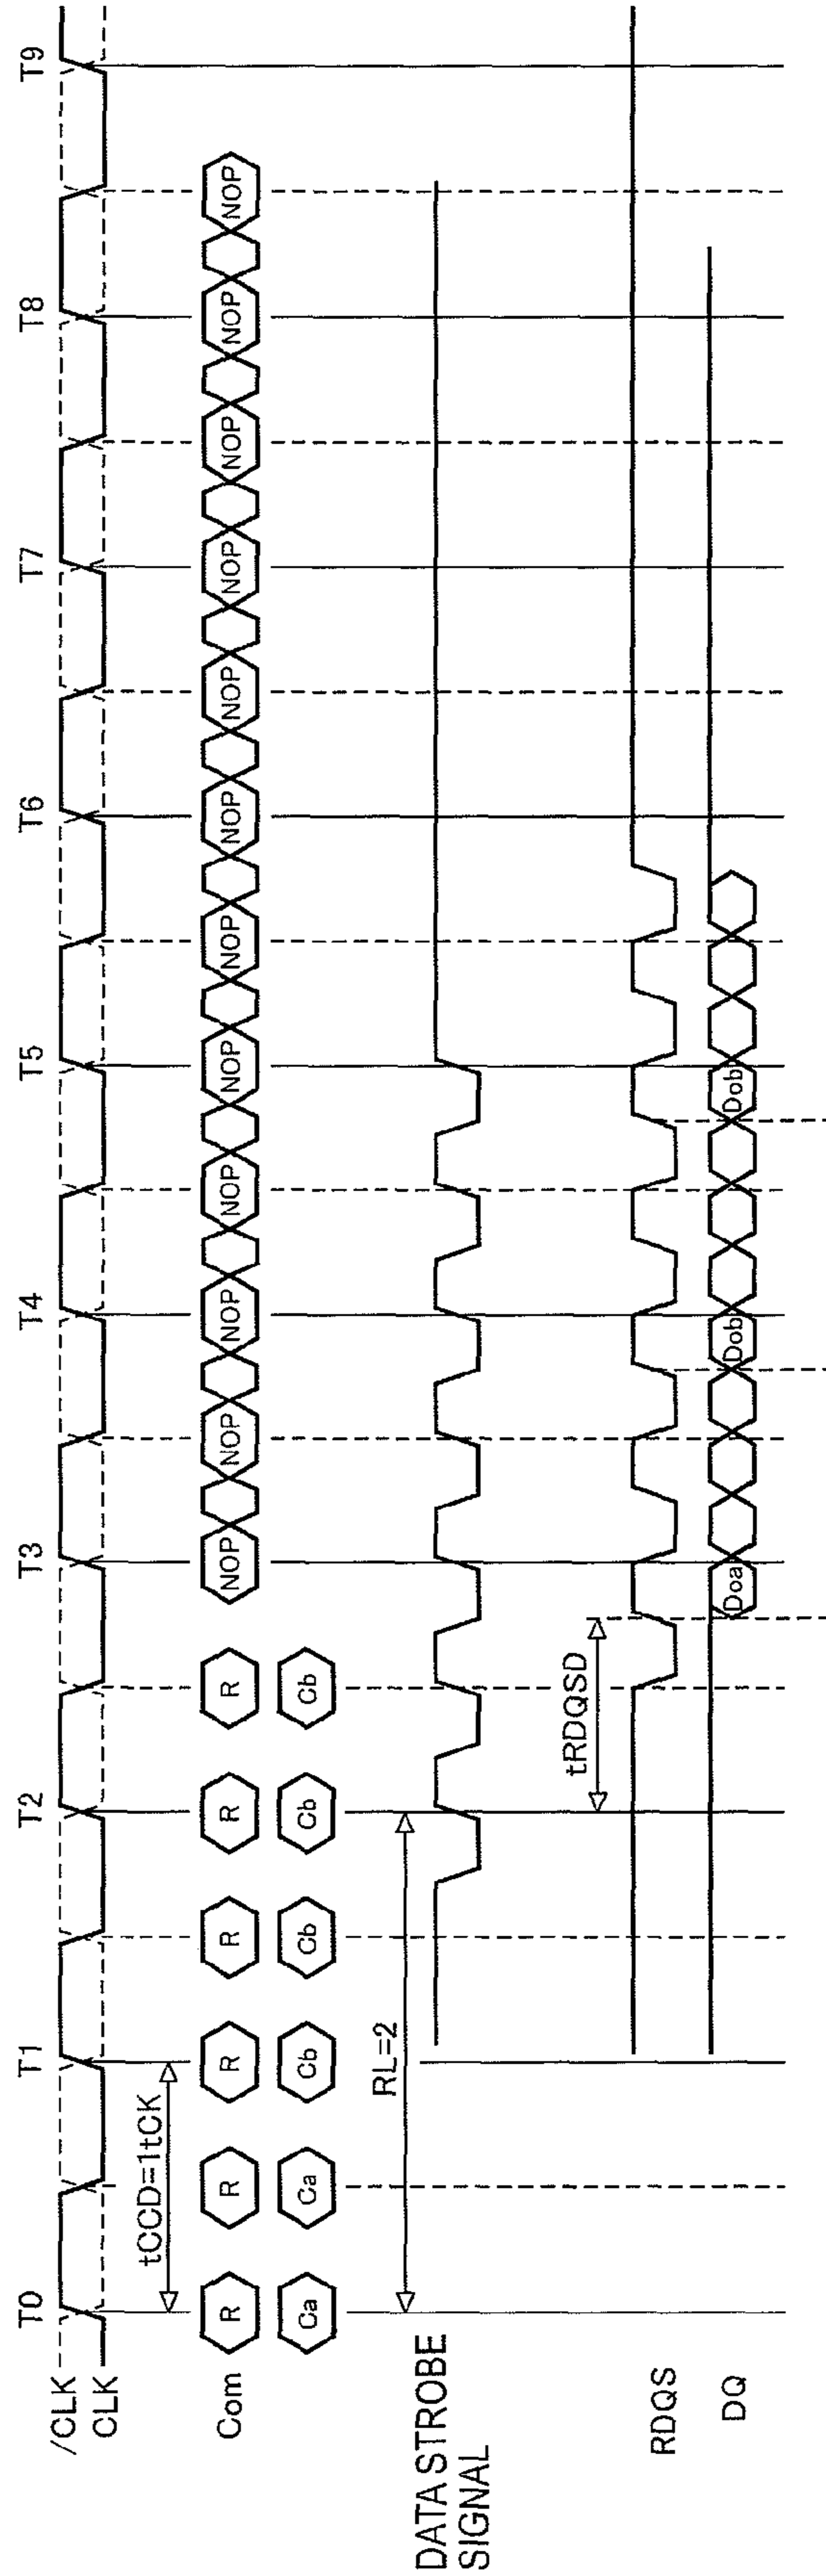 T0 T1 T2 T3 T4 T5 T6 T7 T8 T9
/CLK
CLK
tCCD=1tCK
Com R R R R R R NOP NOP NOP NOP NOP NOP NOP NOP NOP NOP NOP NOP
Ca Ca Cb Cb Cb Cb
RL=2
DATA STROBE
SIGNAL
tRDQSD
RDQS
DQ Doa Dob Dob